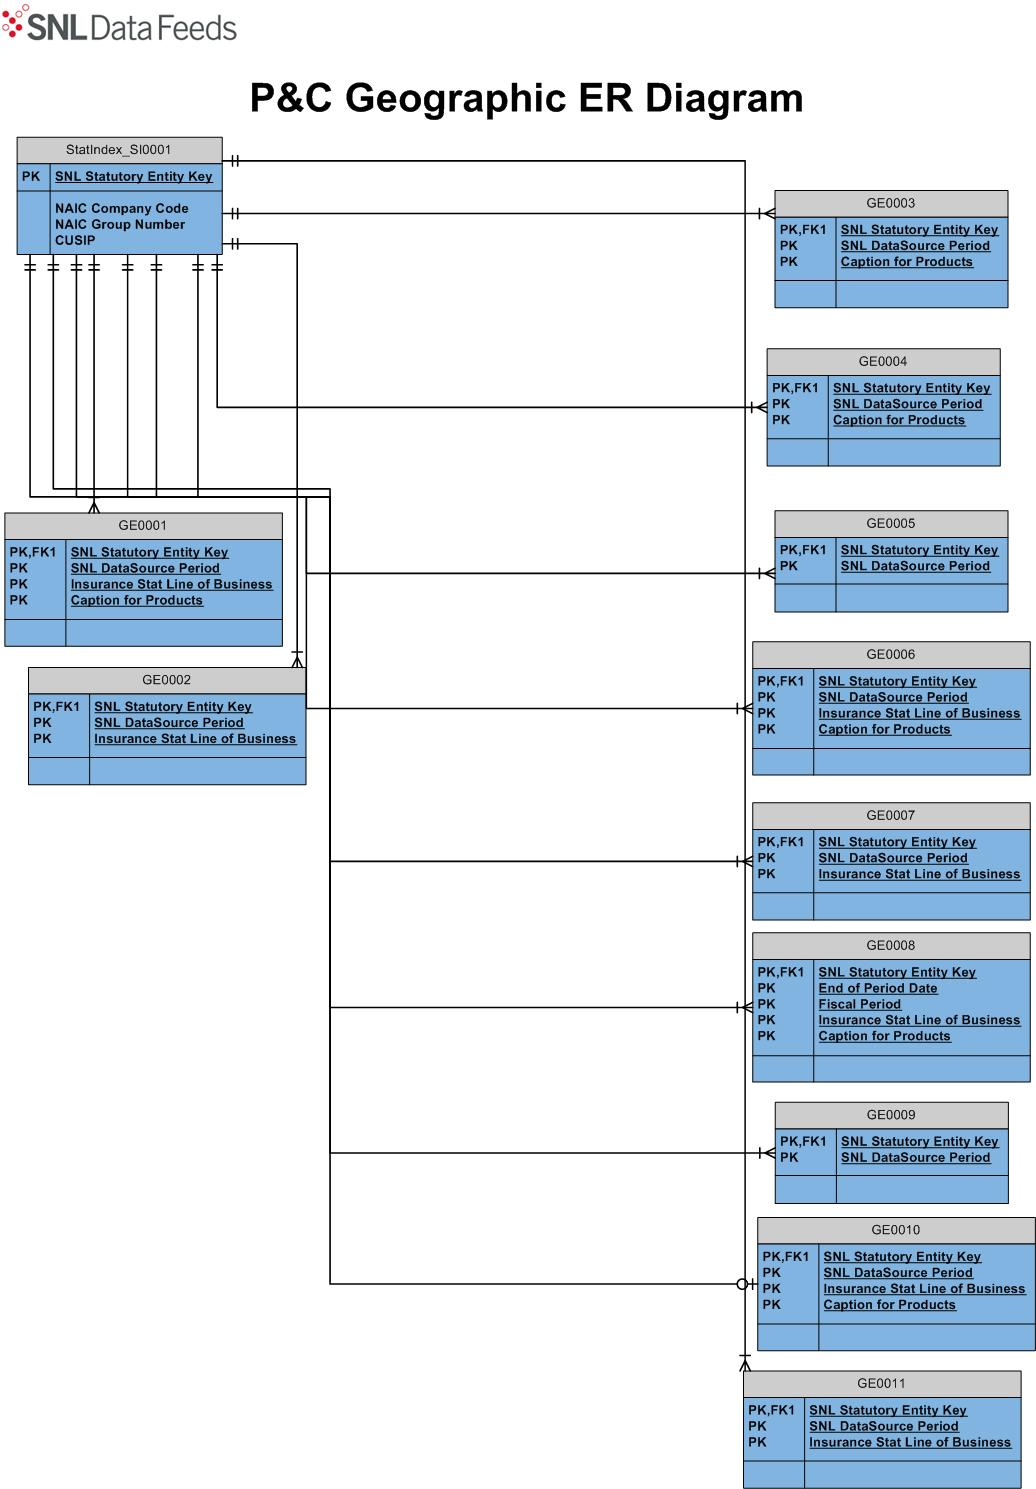 SNL Data Feeds
P&C Geographic ER Diagram
StatIndex_SI0001
PK SNL Statutory Entity Key
NAIC Company Code
NAIC Group Number
CUSIP
GE0003
PK,FK1 SNL Statutory Entity Key
PK SNL DataSource Period
PK Caption for Products
GE0004
PK,FK1 SNL Statutory Entity Key
PK SNL DataSource Period
PK Caption for Products
GE0001
PK,FK1 SNL Statutory Entity Key
PK SNL DataSource Period
PK Insurance Stat Line of Business
PK Caption for Products
GE0005
PK,FK1 SNL Statutory Entity Key
PK SNL DataSource Period
GE0002
PK,FK1 SNL Statutory Entity Key
PK SNL DataSource Period
PK Insurance Stat Line of Business
GE0006
PK,FK1 SNL Statutory Entity Key
PK SNL DataSource Period
PK Insurance Stat Line of Business
PK Caption for Products
GE0007
PK,FK1 SNL Statutory Entity Key
PK SNL DataSource Period
PK Insurance Stat Line of Business
GE0008
PK,FK1 SNL Statutory Entity Key
PK End of Period Date
PK Fiscal Period
PK Insurance Stat Line of Business
PK Caption for Products
GE0009
PK,FK1 SNL Statutory Entity Key
PK SNL DataSource Period
GE0010
PK,FK1 SNL Statutory Entity Key
PK SNL DataSource Period
PK Insurance Stat Line of Business
PK Caption for Products
GE0011
PK,FK1 SNL Statutory Entity Key
PK SNL DataSource Period
PK Insurance Stat Line of Business